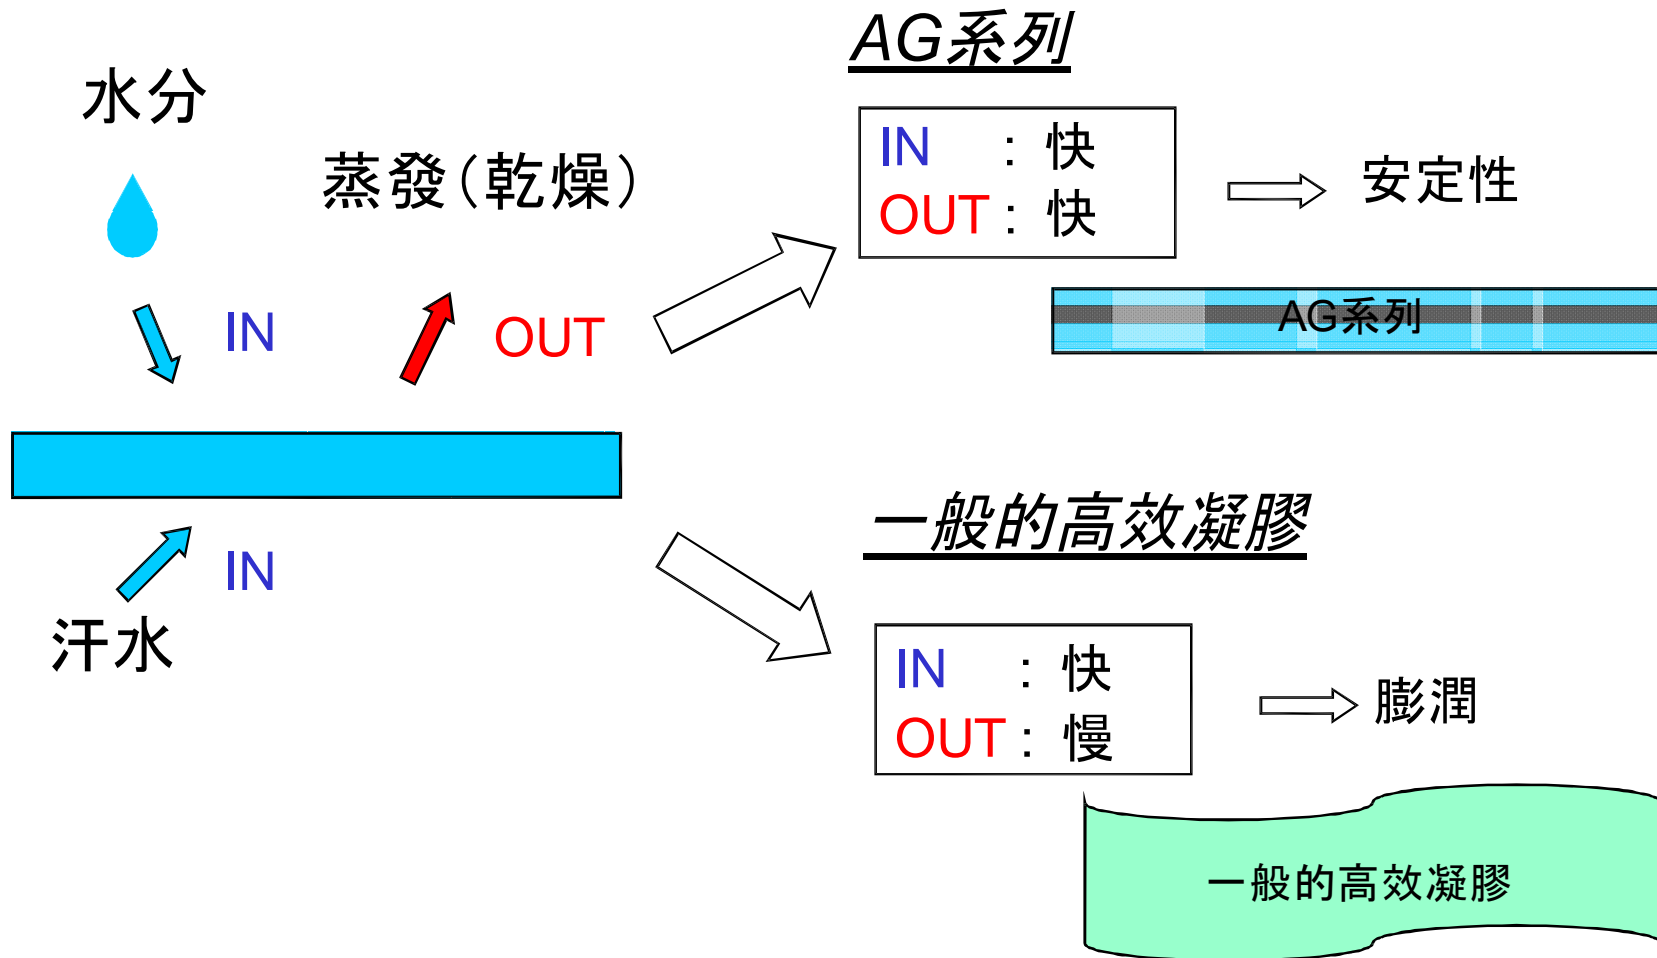 水分
蒸發(乾燥)
IN
OUT
IN
汗水
AG系列
IN : 快
OUT : 快
安定性
AG系列
一般的高效凝膠
IN : 快
OUT : 慢
膨潤
一般的高效凝膠